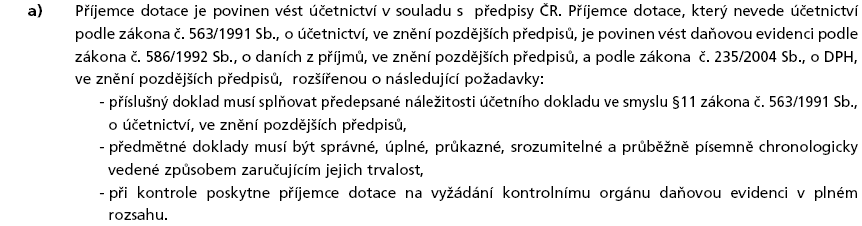 a) Příjemce dotace je povinen vést účetnictví v souladu s předpisy ČR. Příjemce dotace, který nevede účetnictví
podle zákona č. 563/1991 Sb., o účetnictví, ve znění pozdějších předpisů, je povinen vést daňovou evidenci podle
zákona č. 586/1992 Sb., o daních z příjmů, ve znění pozdějších předpisů, a podle zákona č. 235/2004 Sb., o DPH,
ve znění pozdějších předpisů, rozšířenou o následující požadavky:
- příslušný doklad musí splňovat předepsané náležitosti účetního dokladu ve smyslu §11 zákona č. 563/1991 Sb.,
o účetnictví, ve znění pozdějších předpisů,
- předmětné doklady musí být správné, úplné, průkazné, srozumitelné a průběžně písemně chronologicky
vedené způsobem zaručujícím jejich trvalost,
- při kontrole poskytne příjemce dotace na vyžádání kontrolnímu orgánu daňovou evidenci v plném
rozsahu.